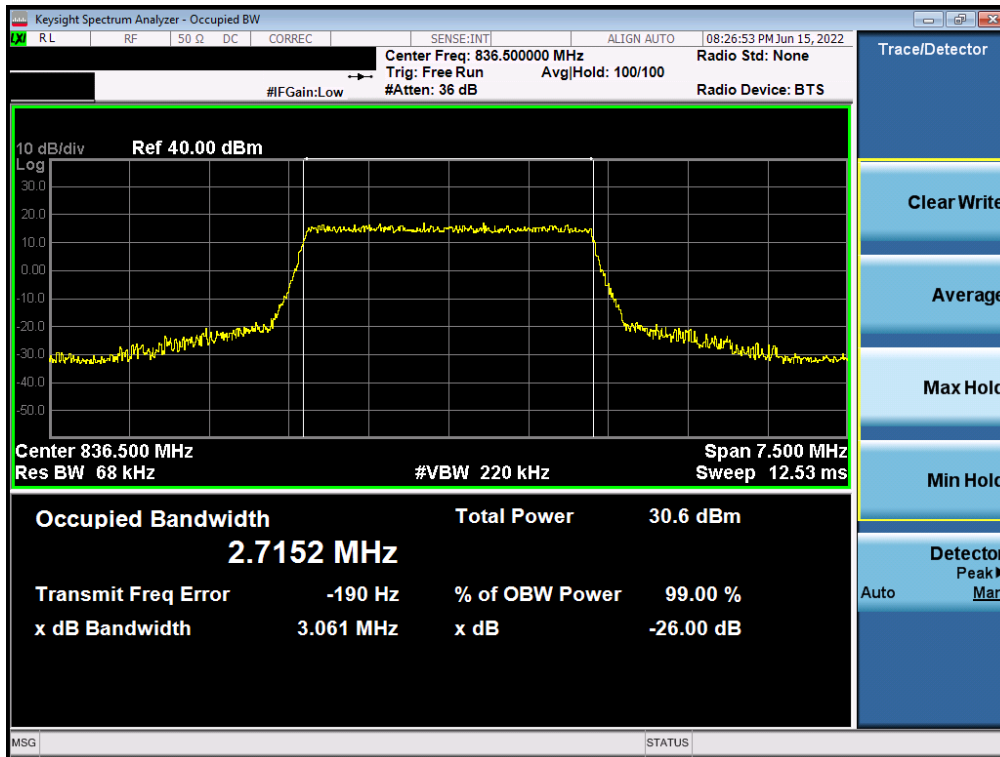 Keysight Spectrum Analyzer - Occupied BW
LXI RL RF 50 Ω DC CORREC SENSE:INT ALIGN AUTO 08:26:53 PM Jun 15, 2022
Center Freq: 836.500000 MHz Radio Std: None
Trig: Free Run Avg|Hold: 100/100
#IFGain:Low #Atten: 36 dB Radio Device: BTS
10 dB/div Ref 40.00 dBm
Log
30.0
20.0
10.0
0.00
-10.0
-20.0
-30.0
-40.0
-50.0
Center 836.500 MHz Span 7.500 MHz
Res BW 68 kHz #VBW 220 kHz Sweep 12.53 ms
Occupied Bandwidth Total Power 30.6 dBm
2.7152 MHz
Transmit Freq Error -190 Hz % of OBW Power 99.00 %
x dB Bandwidth 3.061 MHz x dB -26.00 dB
MSG STATUS
Trace/Detector
Clear Write
Average
Max Hold
Min Hold
Detector
Peak
Auto Man